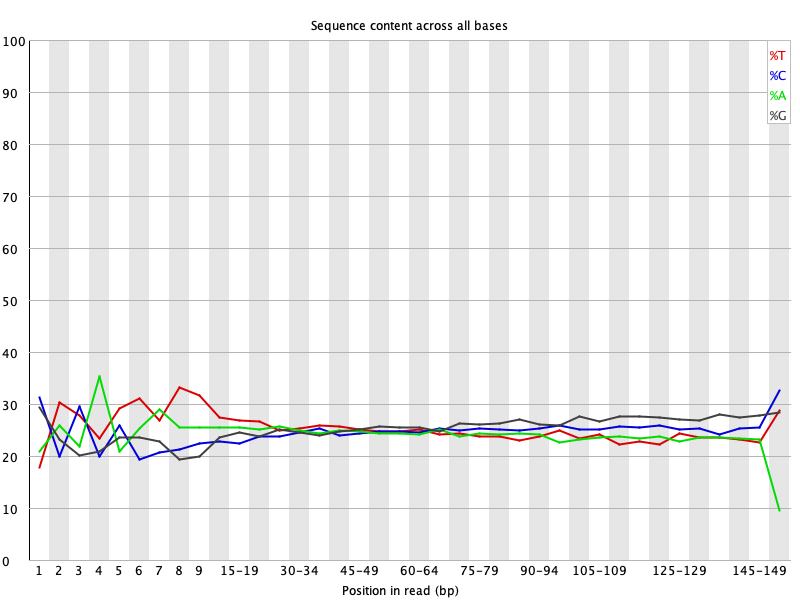 Sequence content across all bases
100
90
80
70
60
50
40
30
20
10
0
%T
%C
%A
%G
1 2 3 4 5 6 7 8 9 15-19 30-34 45-49 60-64 75-79 90-94 105-109 125-129 145-149
Position in read (bp)